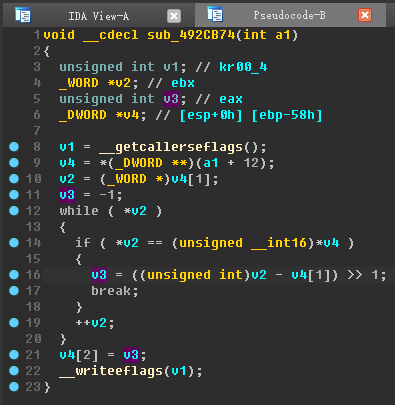 IDA View-A Pseudocode-B
1 void __cdecl sub_492CB74(int a1)
2 {
3 unsigned int v1; // kr00_4
4 _WORD *v2; // ebx
5 unsigned int v3; // eax
6 _DWORD *v4; // [esp+0h] [ebp-58h]
7
8 v1 = __getcallerseflags();
9 v4 = *(_DWORD **)(a1 + 12);
10 v2 = (_WORD *)v4[1];
11 v3 = -1;
12 while ( *v2 )
13 {
14 if ( *v2 == (unsigned __int16)*v4 )
15 {
16 v3 = ((unsigned int)v2 - v4[1]) >> 1;
17 break;
18 }
19 ++v2;
20 }
21 v4[2] = v3;
22 __writeeflags(v1);
23 }